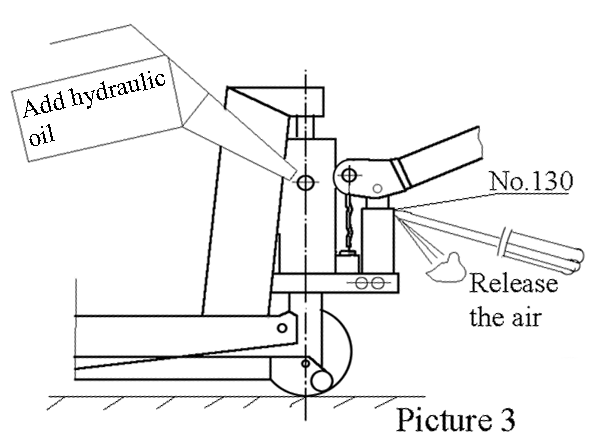 Add hydraulic
oil
No.130
Release
the air
Picture 3